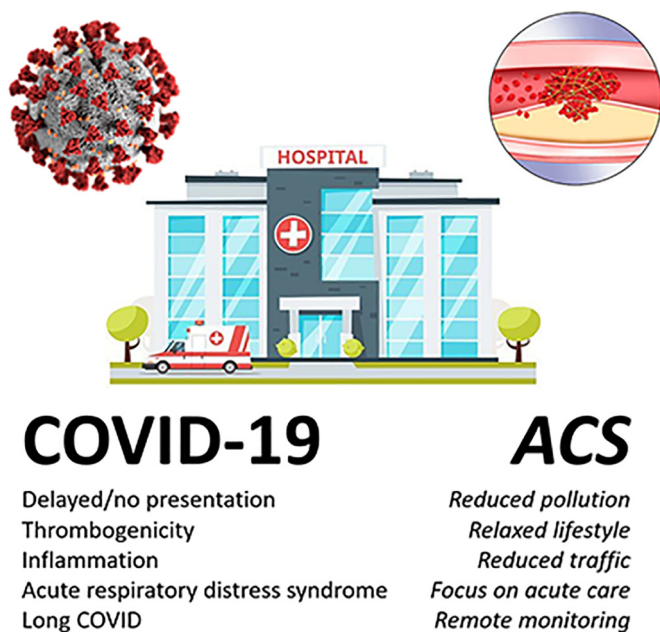 HOSPITAL
COVID-19
Delayed/no presentation
Thrombogenicity
Inflammation
Acute respiratory distress syndrome
Long COVID
ACS
Reduced pollution
Relaxed lifestyle
Reduced traffic
Focus on acute care
Remote monitoring